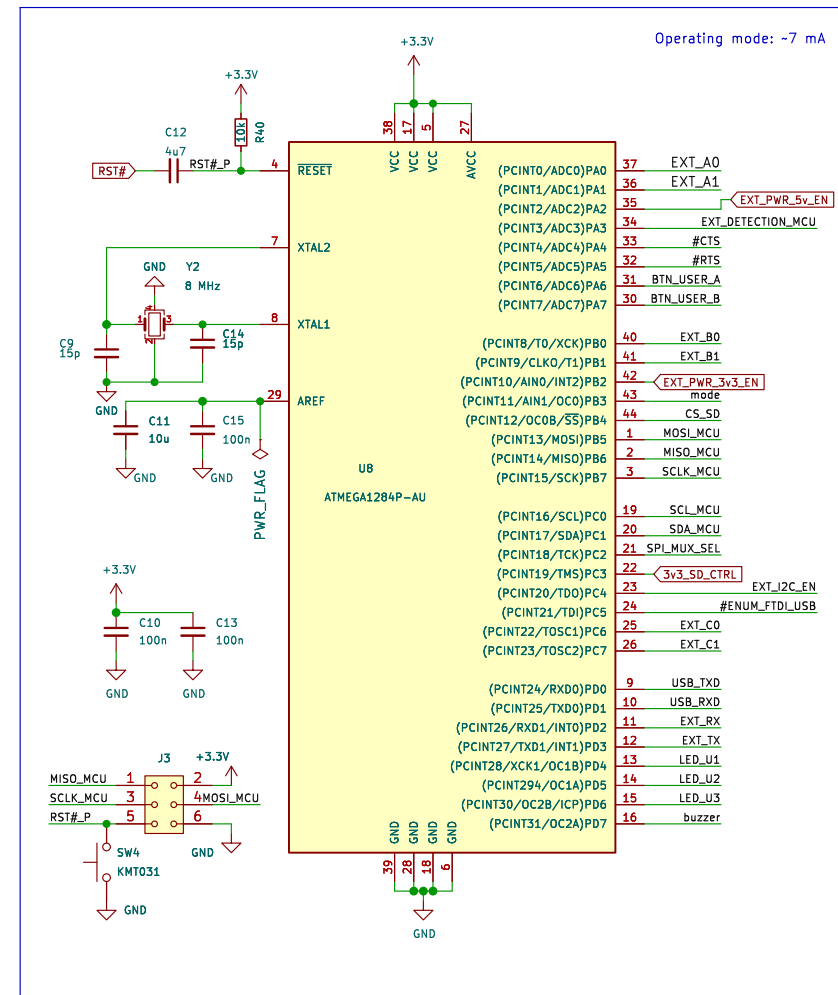 Operating mode: ~7 mA
+3.3V
+3.3V
38
17
5
27
VCC
VCC
VCC
AVCC
C12
4u7
10k
R40
RST#
RST#_P
4
RESET
7
XTAL2
GND
Y2
8 MHz
4
1
3
2
8
XTAL1
C9
15p
C14
15p
GND
29
AREF
C11
10u
C15
100n
GND
GND
PWR_FLAG
U8
ATMEGA1284P-AU
(PCINT0/ADC0)PA0 37 EXT_A0
(PCINT1/ADC1)PA1 36 EXT_A1
(PCINT2/ADC2)PA2 35 EXT_PWR_5v_EN
(PCINT3/ADC3)PA3 34 EXT_DETECTION_MCU
(PCINT4/ADC4)PA4 33 #CTS
(PCINT5/ADC5)PA5 32 #RTS
(PCINT6/ADC6)PA6 31 BTN_USER_A
(PCINT7/ADC7)PA7 30 BTN_USER_B
(PCINT8/T0/XCK)PB0 40 EXT_B0
(PCINT9/CLKO/T1)PB1 41 EXT_B1
(PCINT10/AIN0/INT2)PB2 42 EXT_PWR_3v3_EN
(PCINT11/AIN1/OC0)PB3 43 mode
(PCINT12/OC0B/SS)PB4 44 CS_SD
(PCINT13/MOSI)PB5 1 MOSI_MCU
(PCINT14/MISO)PB6 2 MISO_MCU
(PCINT15/SCK)PB7 3 SCLK_MCU
(PCINT16/SCL)PC0 19 SCL_MCU
(PCINT17/SDA)PC1 20 SDA_MCU
(PCINT18/TCK)PC2 21 SPI_MUX_SEL
(PCINT19/TMS)PC3 22 3v3_SD_CTRL
(PCINT20/TDO)PC4 23 EXT_I2C_EN
(PCINT21/TDI)PC5 24 #ENUM_FTDI_USB
(PCINT22/TOSC1)PC6 25 EXT_C0
(PCINT23/TOSC2)PC7 26 EXT_C1
(PCINT24/RXD0)PD0 9 USB_TXD
(PCINT25/TXD0)PD1 10 USB_RXD
(PCINT26/RXD1/INT0)PD2 11 EXT_RX
(PCINT27/TXD1/INT1)PD3 12 EXT_TX
(PCINT28/XCK1/OC1B)PD4 13 LED_U1
(PCINT294/OC1A)PD5 14 LED_U2
(PCINT30/OC2B/ICP)PD6 15 LED_U3
(PCINT31/OC2A)PD7 16 buzzer
+3.3V
C10
100n
C13
100n
GND
GND
J3
+3.3V
MISO_MCU 1 2
SCLK_MCU 3 4 MOSI_MCU
RST#_P 5 6
GND
SW4
KMT031
GND
GND
GND
GND
GND
39
28
18
6
GND